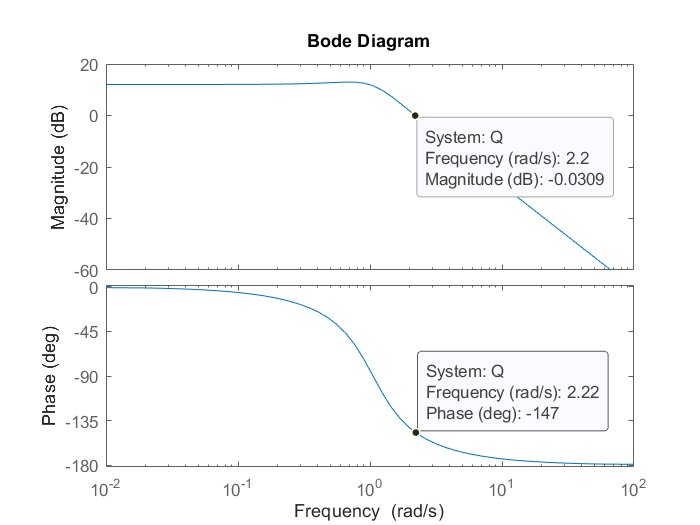 Bode Diagram
Magnitude (dB)
20
0
-20
-40
-60
System: Q
Frequency (rad/s): 2.2
Magnitude (dB): -0.0309
Phase (deg)
0
-45
-90
-135
-180
System: Q
Frequency (rad/s): 2.22
Phase (deg): -147
10^-2 10^-1 10^0 10^1 10^2
Frequency (rad/s)